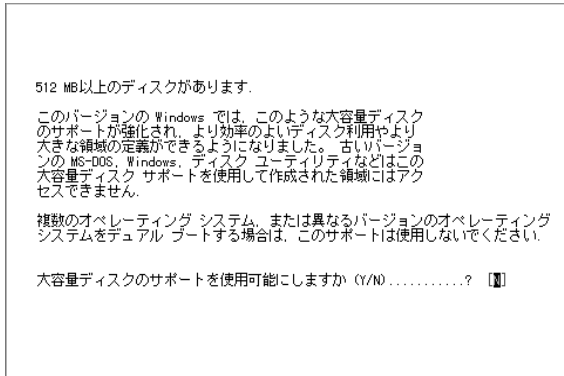 512 MB以上のディスクがあります.
このバージョンの Windows では, このような大容量ディスク
のサポートが強化され, より効率のよいディスク利用やより
大きな領域の定義ができるようになりました。 古いバージョ
ンの MS-DOS, Windows, ディスク ユーティリティなどはこの
大容量ディスク サポートを使用して作成された領域にはアク
セスできません.
複数のオペレーティング システム, または異なるバージョンのオペレーティング
システムをデュアル ブートする場合は, このサポートは使用しないでください.
大容量ディスクのサポートを使用可能にしますか (Y/N)...........? [N]